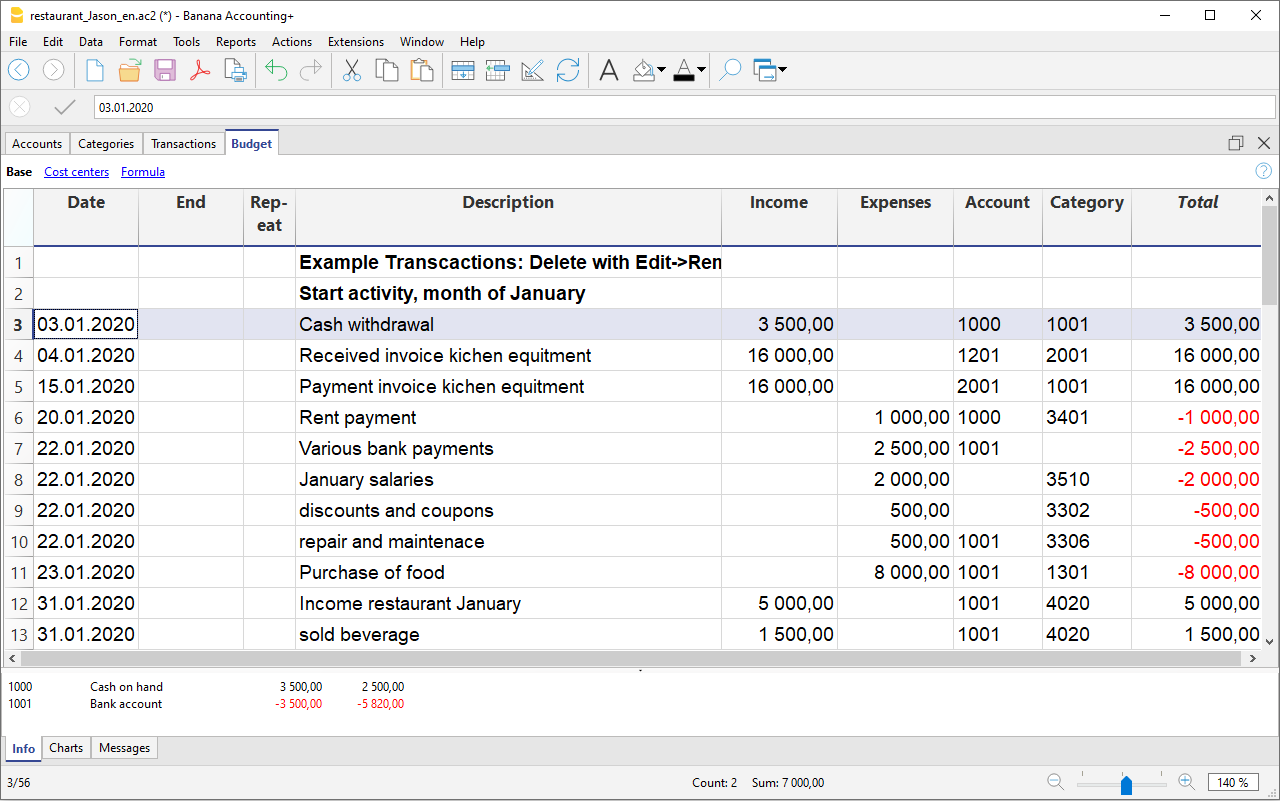 restaurant_Jason_en.ac2 (*) - Banana Accounting+
File Edit Data Format Tools Reports Actions Extensions Window Help
03.01.2020
Accounts Categories Transactions Budget
Base Cost centers Formula
Date End Rep-eat Description Income Expenses Account Category Total
1 Example Transcactions: Delete with Edit->Ren
2 Start activity, month of January
3 03.01.2020 Cash withdrawal 3 500,00 1000 1001 3 500,00
4 04.01.2020 Received invoice kichen equitment 16 000,00 1201 2001 16 000,00
5 15.01.2020 Payment invoice kichen equitment 16 000,00 2001 1001 16 000,00
6 20.01.2020 Rent payment 1 000,00 1000 3401 -1 000,00
7 22.01.2020 Various bank payments 2 500,00 1001 -2 500,00
8 22.01.2020 January salaries 2 000,00 3510 -2 000,00
9 22.01.2020 discounts and coupons 500,00 3302 -500,00
10 22.01.2020 repair and maintenace 500,00 1001 3306 -500,00
11 23.01.2020 Purchase of food 8 000,00 1001 1301 -8 000,00
12 31.01.2020 Income restaurant January 5 000,00 1001 4020 5 000,00
13 31.01.2020 sold beverage 1 500,00 1001 4020 1 500,00
1000 Cash on hand 3 500,00 2 500,00
1001 Bank account -3 500,00 -5 820,00
Info Charts Messages
3/56 Count: 2 Sum: 7 000,00 140 %